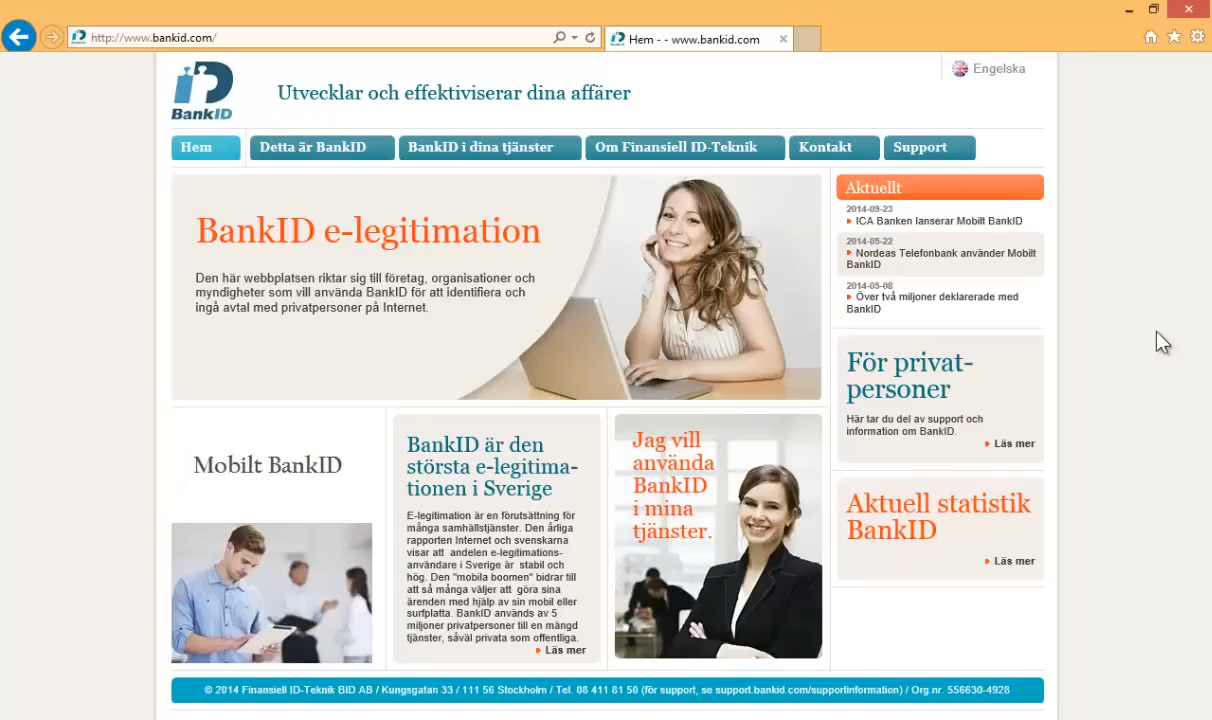 http://www.bankid.com/
Hem - - www.bankid.com
Engelska
BankID
Utvecklar och effektiviserar dina affärer
Hem
Detta är BankID
BankID i dina tjänster
Om Finansiell ID-Teknik
Kontakt
Support
BankID e-legitimation
Den här webbplatsen riktar sig till företag, organisationer och
myndigheter som vill använda BankID för att identifiera och
ingå avtal med privatpersoner på Internet.
Aktuellt
2014-09-23
ICA Banken lanserar Mobilt BankID
2014-05-22
Nordeas Telefonbank använder Mobilt
BankID
2014-05-08
Över två miljoner deklarerade med
BankID
För privat-
personer
Här tar du del av support och
information om BankID.
Läs mer
Aktuell statistik
BankID
Läs mer
Mobilt BankID
BankID är den
största e-legitima-
tionen i Sverige
E-legitimation är en förutsättning för
många samhällstjänster. Den årliga
rapporten Internet och svenskarna
visar att andelen e-legitimations-
användare i Sverige är stabil och
hög. Den "mobila boomen" bidrar till
att så många väljer att göra sina
ärenden med hjälp av sin mobil eller
surfplatta. BankID används av 5
miljoner privatpersoner till en mängd
tjänster, såväl privata som offentliga.
Läs mer
Jag vill
använda
BankID
i mina
tjänster.
© 2014 Finansiell ID-Teknik BID AB / Kungsgatan 33 / 111 56 Stockholm / Tel. 08 411 81 50 (för support, se support.bankid.com/supportinformation) / Org.nr. 556630-4928